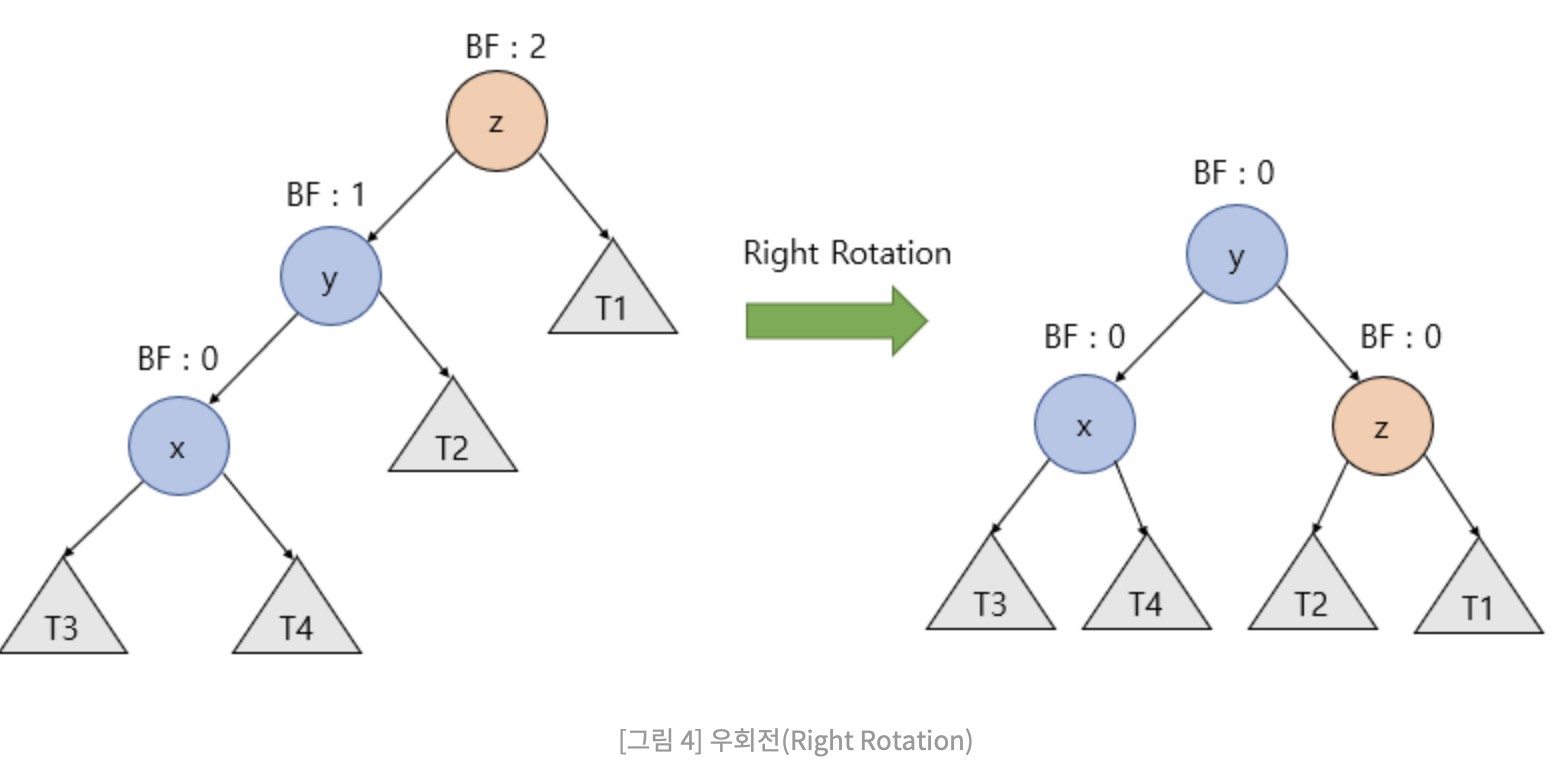 BF : 2
z
BF : 1
y
T1
BF : 0
x
T2
T3
T4
Right Rotation
BF : 0
y
BF : 0
BF : 0
x
z
T3
T4
T2
T1
[그림 4] 우회전(Right Rotation)